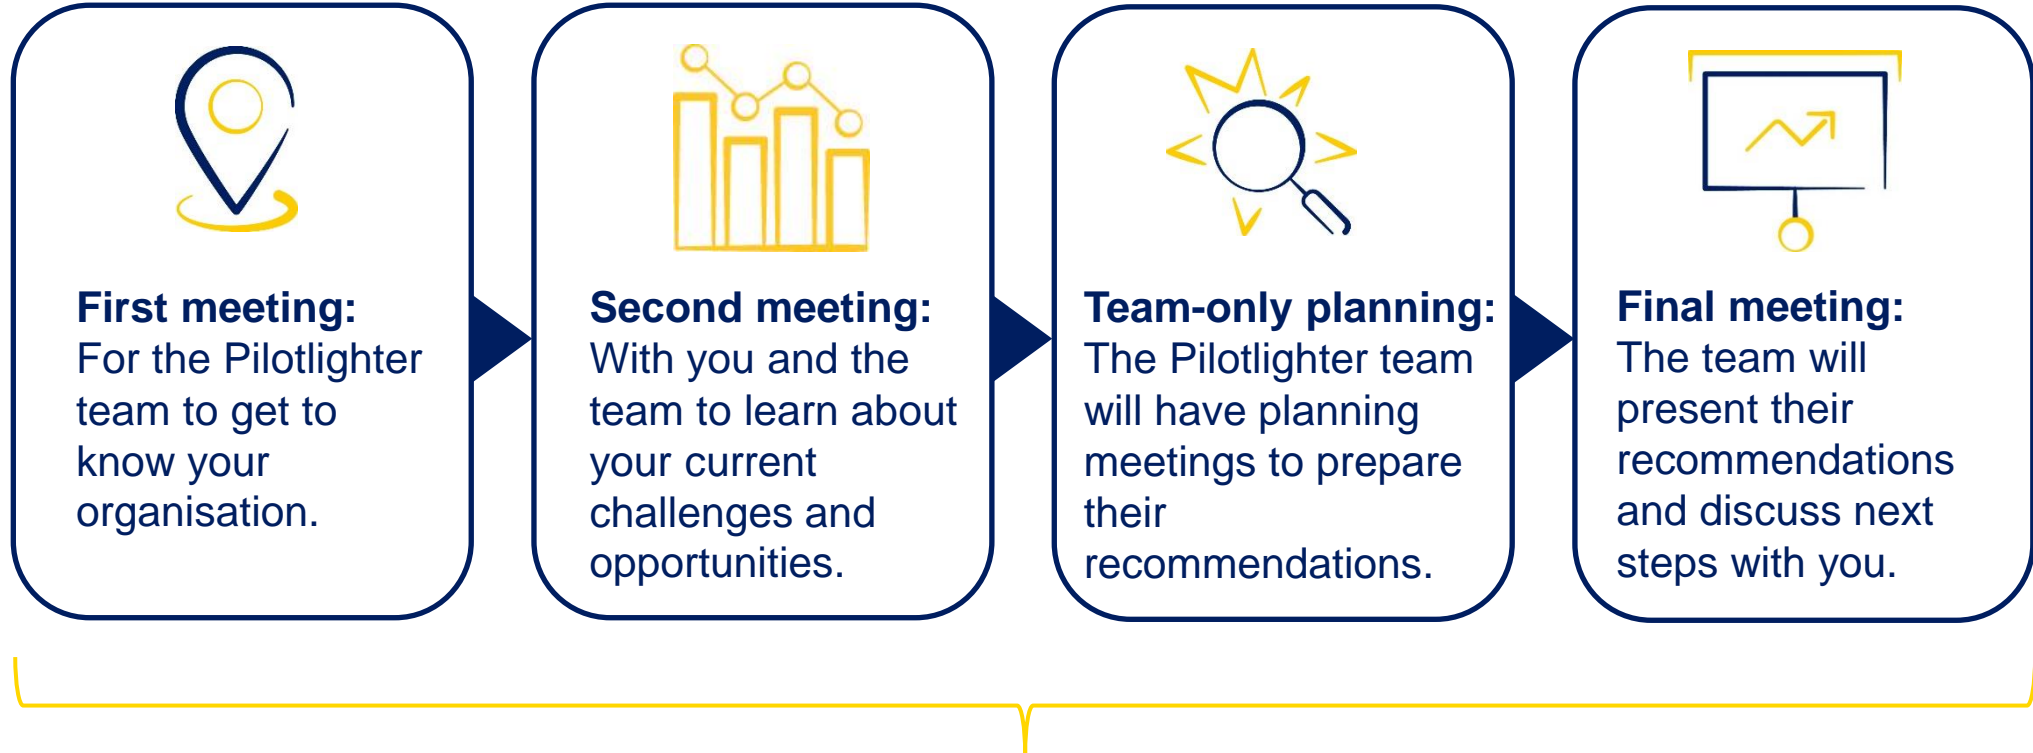 First meeting:
For the Pilotlighter
team to get to
know your
organisation.
Second meeting:
With you and the
team to learn about
your current
challenges and
opportunities.
Team-only planning:
The Pilotlighter team
will have planning
meetings to prepare
their
recommendations.
Final meeting:
The team will
present their
recommendations
and discuss next
steps with you.